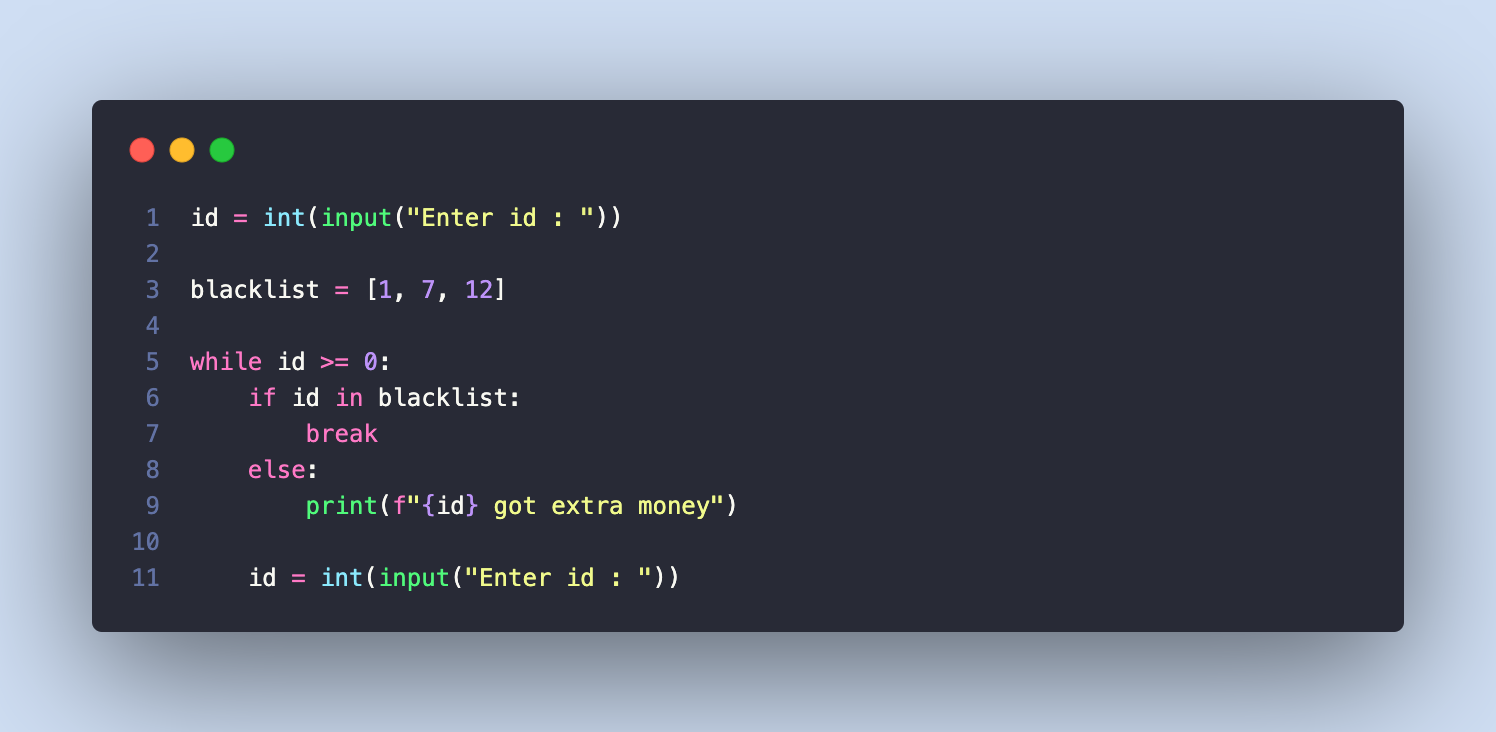 1 id = int(input("Enter id : "))
2
3 blacklist = [1, 7, 12]
4
5 while id >= 0:
6     if id in blacklist:
7         break
8     else:
9         print(f"{id} got extra money")
10
11     id = int(input("Enter id : "))